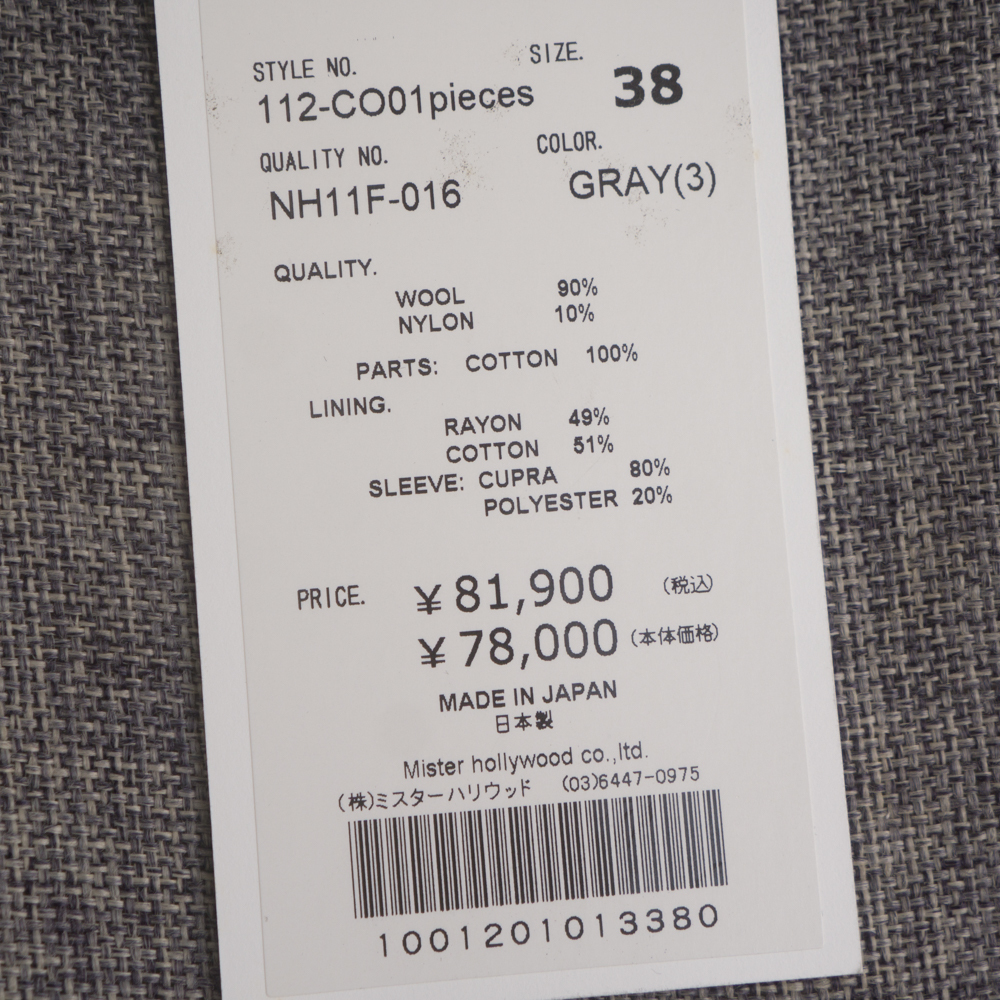 STYLE NO. SIZE.
112-CO01pieces 38
QUALITY NO. COLOR.
NH11F-016 GRAY(3)
QUALITY.
WOOL 90%
NYLON 10%
PARTS: COTTON 100%
LINING.
RAYON 49%
COTTON 51%
SLEEVE: CUPRA 80%
POLYESTER 20%
PRICE. ¥81,900 (税込)
¥78,000 (本体価格)
MADE IN JAPAN
日本製
Mister hollywood co.,ltd.
(株)ミスターハリウッド (03)6447-0975
1001201013380